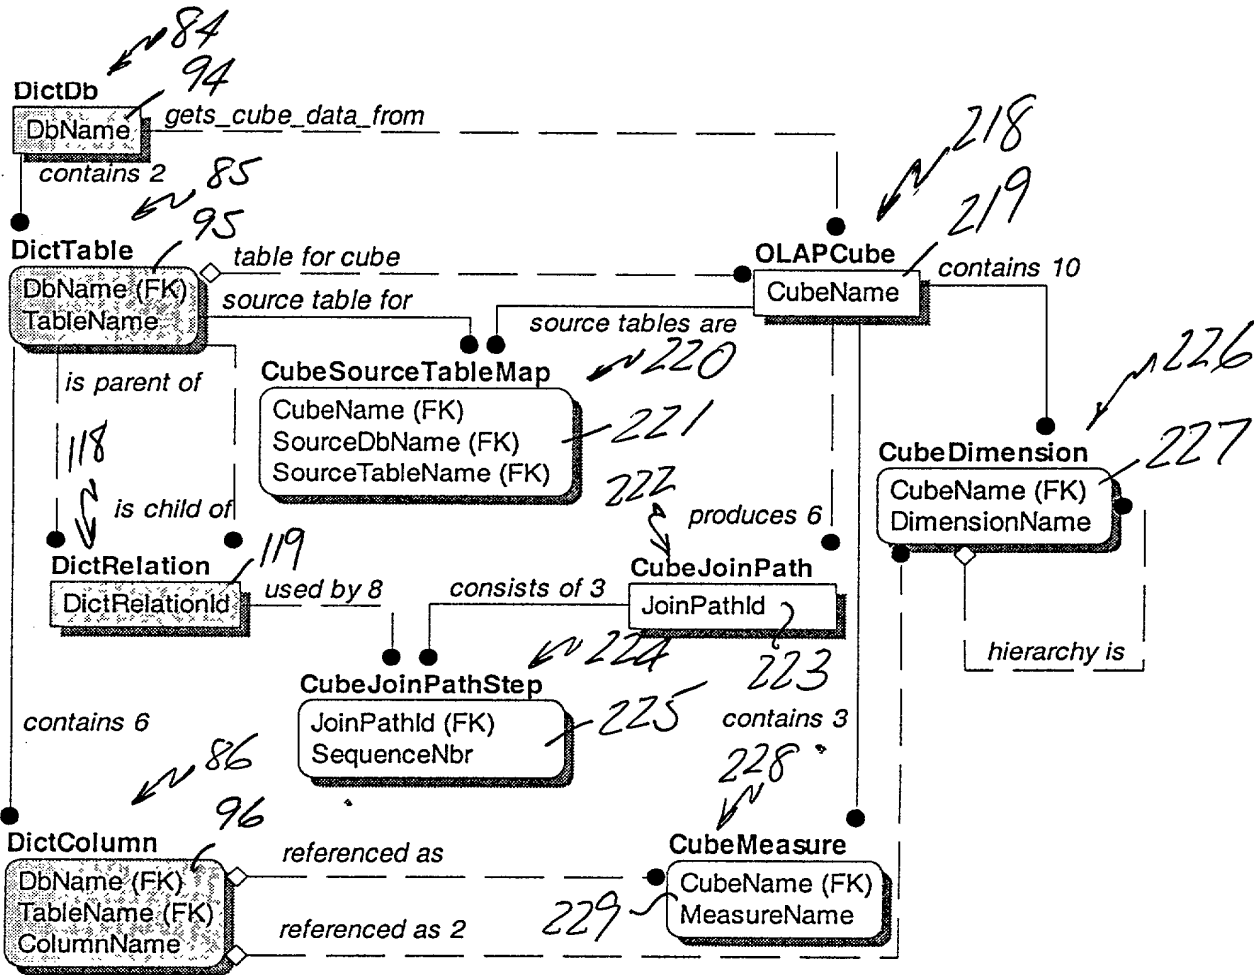 84
DictDb
94
DbName
gets_cube_data_from
contains 2
85
95
218
219
DictTable
DbName (FK)
TableName
table for cube
source table for
OLAPCube
CubeName
contains 10
source tables are
is parent of
CubeSourceTableMap
220
CubeName (FK)
SourceDbName (FK)
SourceTableName (FK)
221
226
118
is child of
222
produces 6
CubeDimension
227
CubeName (FK)
DimensionName
DictRelation
119
DictRelationId
used by 8
consists of 3
CubeJoinPath
JoinPathId
223
hierarchy is
224
CubeJoinPathStep
JoinPathId (FK)
SequenceNbr
225
contains 6
contains 3
86
96
228
DictColumn
DbName (FK)
TableName (FK)
ColumnName
referenced as
referenced as 2
CubeMeasure
CubeName (FK)
MeasureName
229